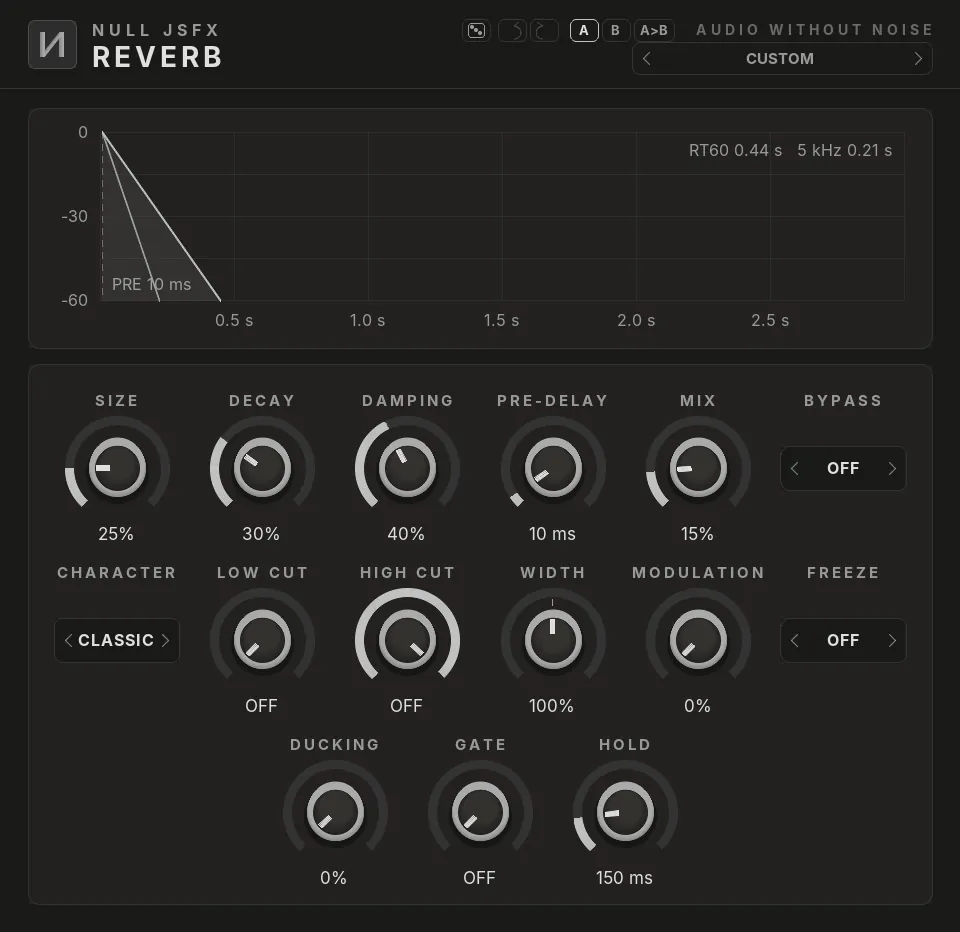 NULL JSFX
REVERB
A B A>B
AUDIO WITHOUT NOISE
CUSTOM
0
-30
-60
RT60 0.44 s 5 kHz 0.21 s
PRE 10 ms
0.5 s 1.0 s 1.5 s 2.0 s 2.5 s
SIZE DECAY DAMPING PRE-DELAY MIX BYPASS
OFF
25% 30% 40% 10 ms 15%
CHARACTER LOW CUT HIGH CUT WIDTH MODULATION FREEZE
CLASSIC OFF
OFF OFF 100% 0%
DUCKING GATE HOLD
0% OFF 150 ms